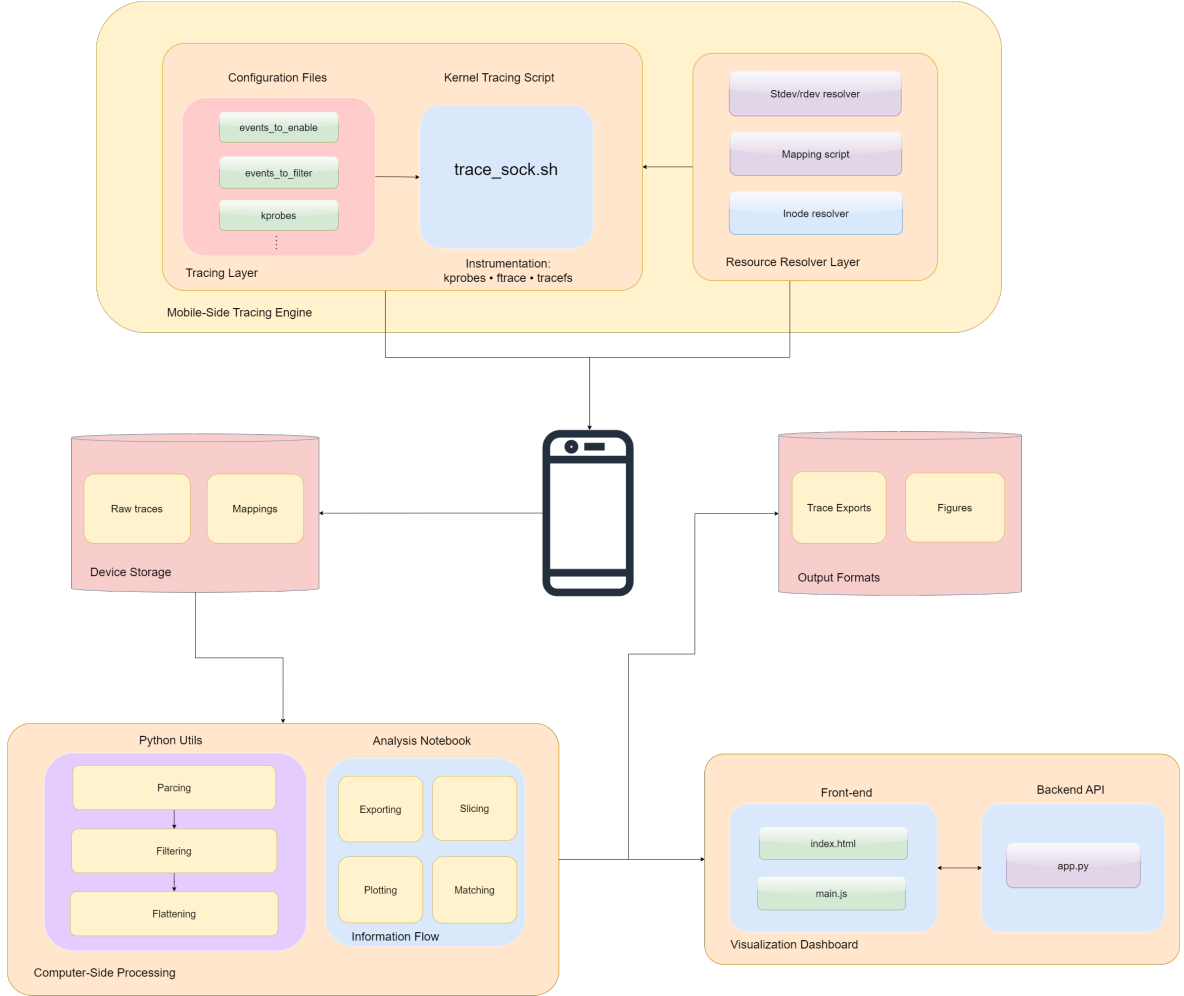 Configuration Files
Kernel Tracing Script
events_to_enable
events_to_filter
kprobes
trace_sock.sh
Instrumentation:
kprobes • ftrace • tracefs
Tracing Layer
Stdev/rdev resolver
Mapping script
Inode resolver
Resource Resolver Layer
Mobile-Side Tracing Engine
Raw traces
Mappings
Device Storage
Trace Exports
Figures
Output Formats
Python Utils
Parcing
Filtering
Flattening
Analysis Notebook
Exporting
Slicing
Plotting
Matching
Information Flow
Computer-Side Processing
Front-end
index.html
main.js
Backend API
app.py
Visualization Dashboard